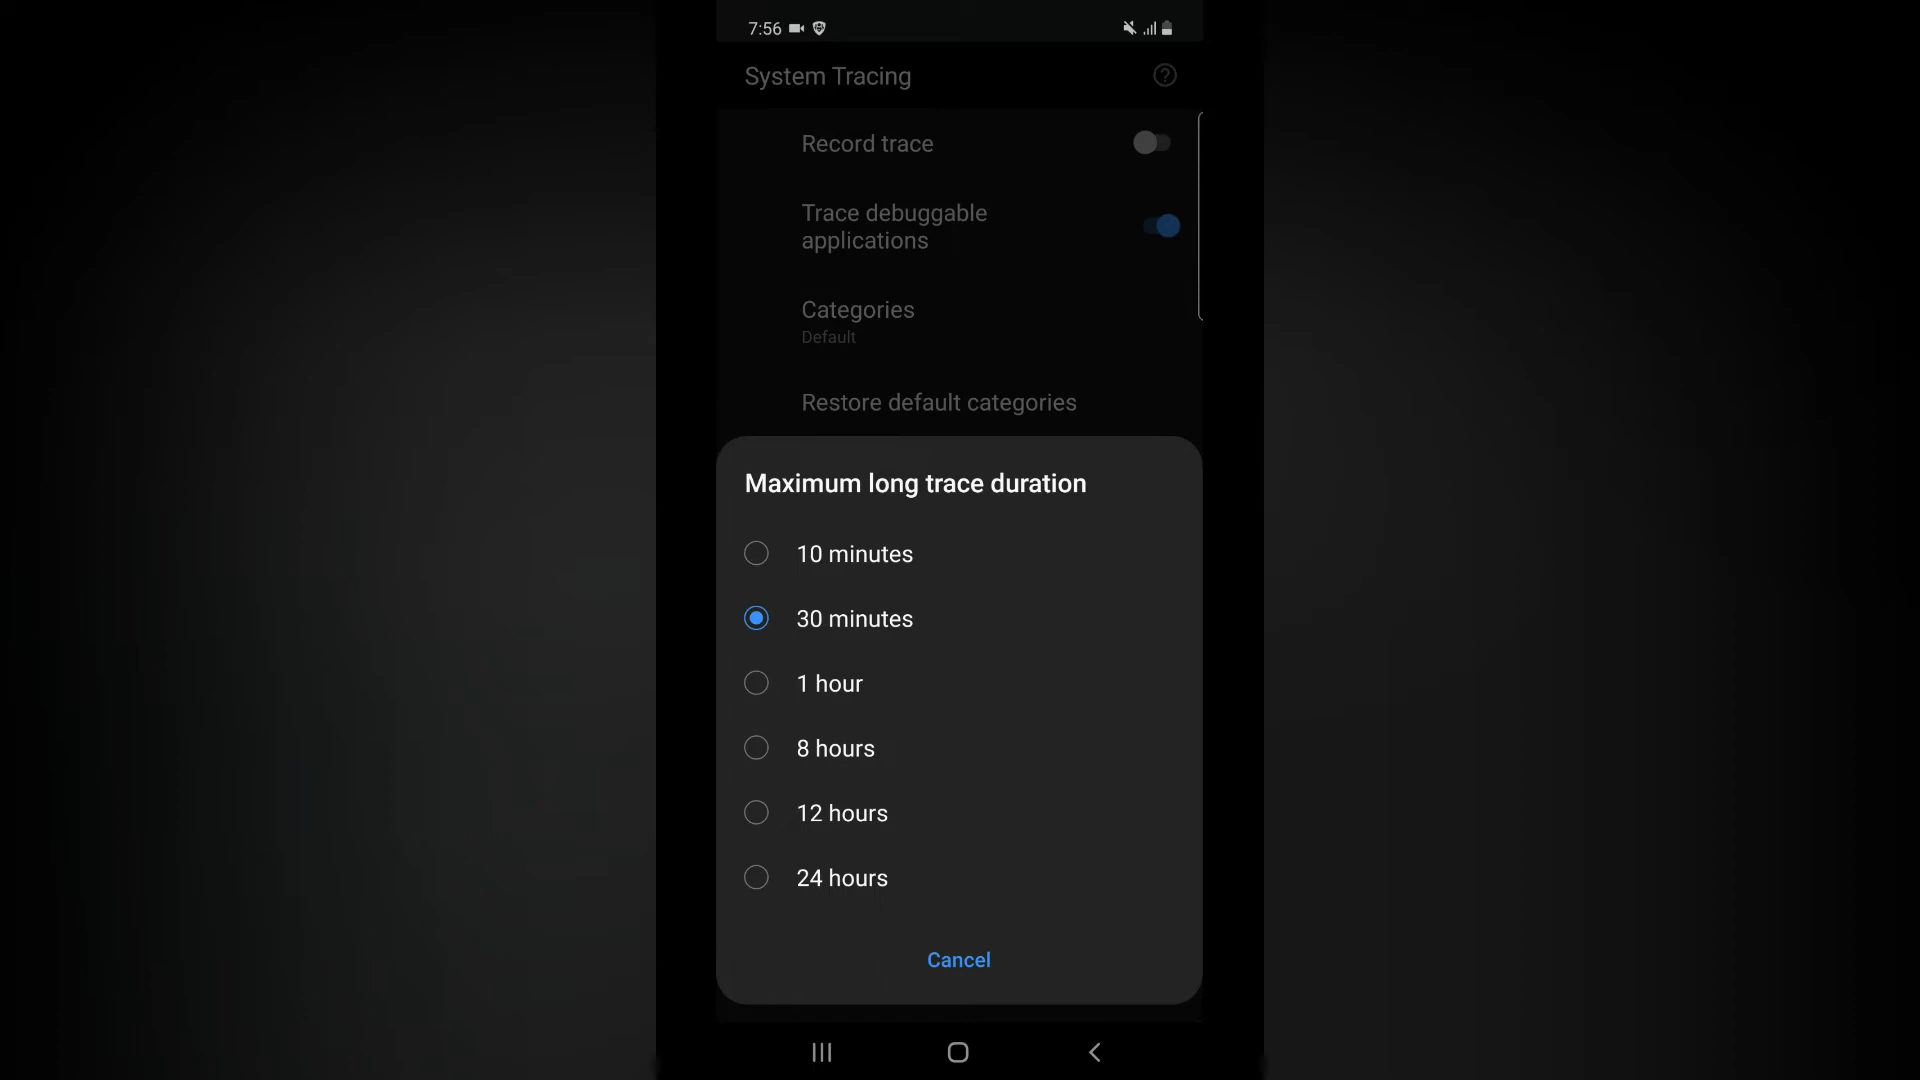 7:56
System Tracing
Record trace
Trace debuggable
applications
Categories
Default
Restore default categories
Maximum long trace duration
10 minutes
30 minutes
1 hour
8 hours
12 hours
24 hours
Cancel